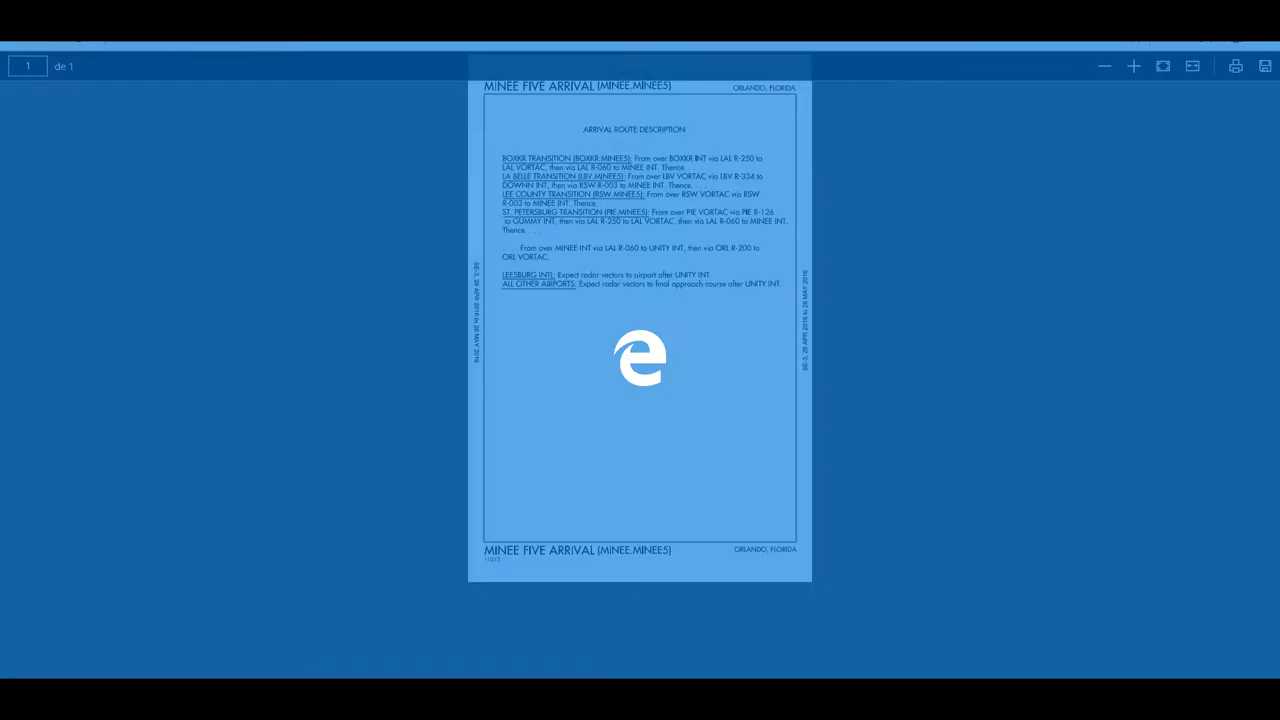 1 de 1
MINEE FIVE ARRIVAL (MINEE.MINEE5) ORLANDO, FLORIDA
ARRIVAL ROUTE DESCRIPTION
BOXKR TRANSITION (BOXKR.MINEE5): From over BOXKR INT via LAL R-250 to
LAL VORTAC, then via LAL R-060 to MINEE INT. Thence. . .
LA BELLE TRANSITION (LBV.MINEE5): From over LBV VORTAC via LBV R-334 to
DOWNN INT, then via RSW R-003 to MINEE INT. Thence. . . .
LEE COUNTY TRANSITION (RSW.MINEE5): From over RSW VORTAC via RSW
R-003 to MINEE INT. Thence. . . .
ST. PETERSBURG TRANSITION (PIE.MINEE5): From over PIE VORTAC via PIE R-126
to GUMMY INT, then via LAL R-250 to LAL VORTAC, then via LAL R-060 to MINEE INT.
Thence. . . .
. . . . From over MINEE INT via LAL R-060 to UNITY INT, then via ORL R-200 to
ORL VORTAC.
LEESBURG INTL: Expect radar vectors to airport after UNITY INT.
ALL OTHER AIRPORTS: Expect radar vectors to final approach course after UNITY INT.
SE-3, 28 APR 2016 to 26 MAY 2016
SE-3, 28 APR 2016 to 26 MAY 2016
MINEE FIVE ARRIVAL (MINEE.MINEE5) ORLANDO, FLORIDA